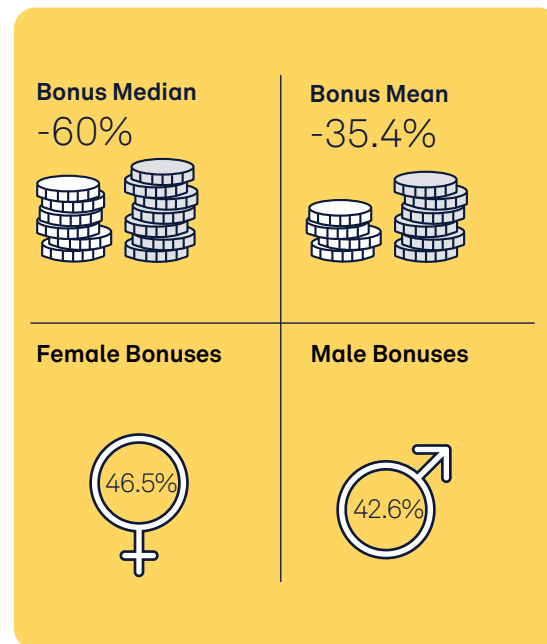 Bonus Median
-60%
Bonus Mean
-35.4%
Female Bonuses
46.5%
Male Bonuses
42.6%